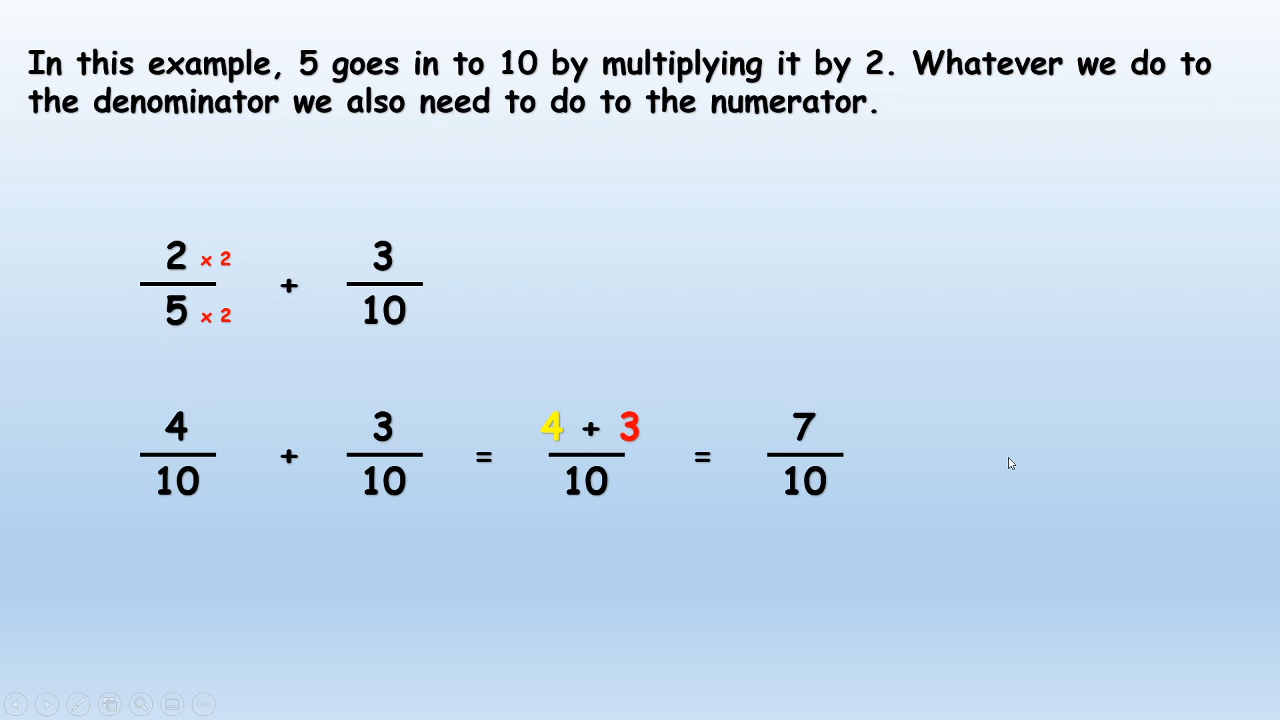 In this example, 5 goes in to 10 by multiplying it by 2. Whatever we do to
the denominator we also need to do to the numerator.
2 x 2 3
+
5 x 2 10
4 3 4 + 3 7
+ = =
10 10 10 10